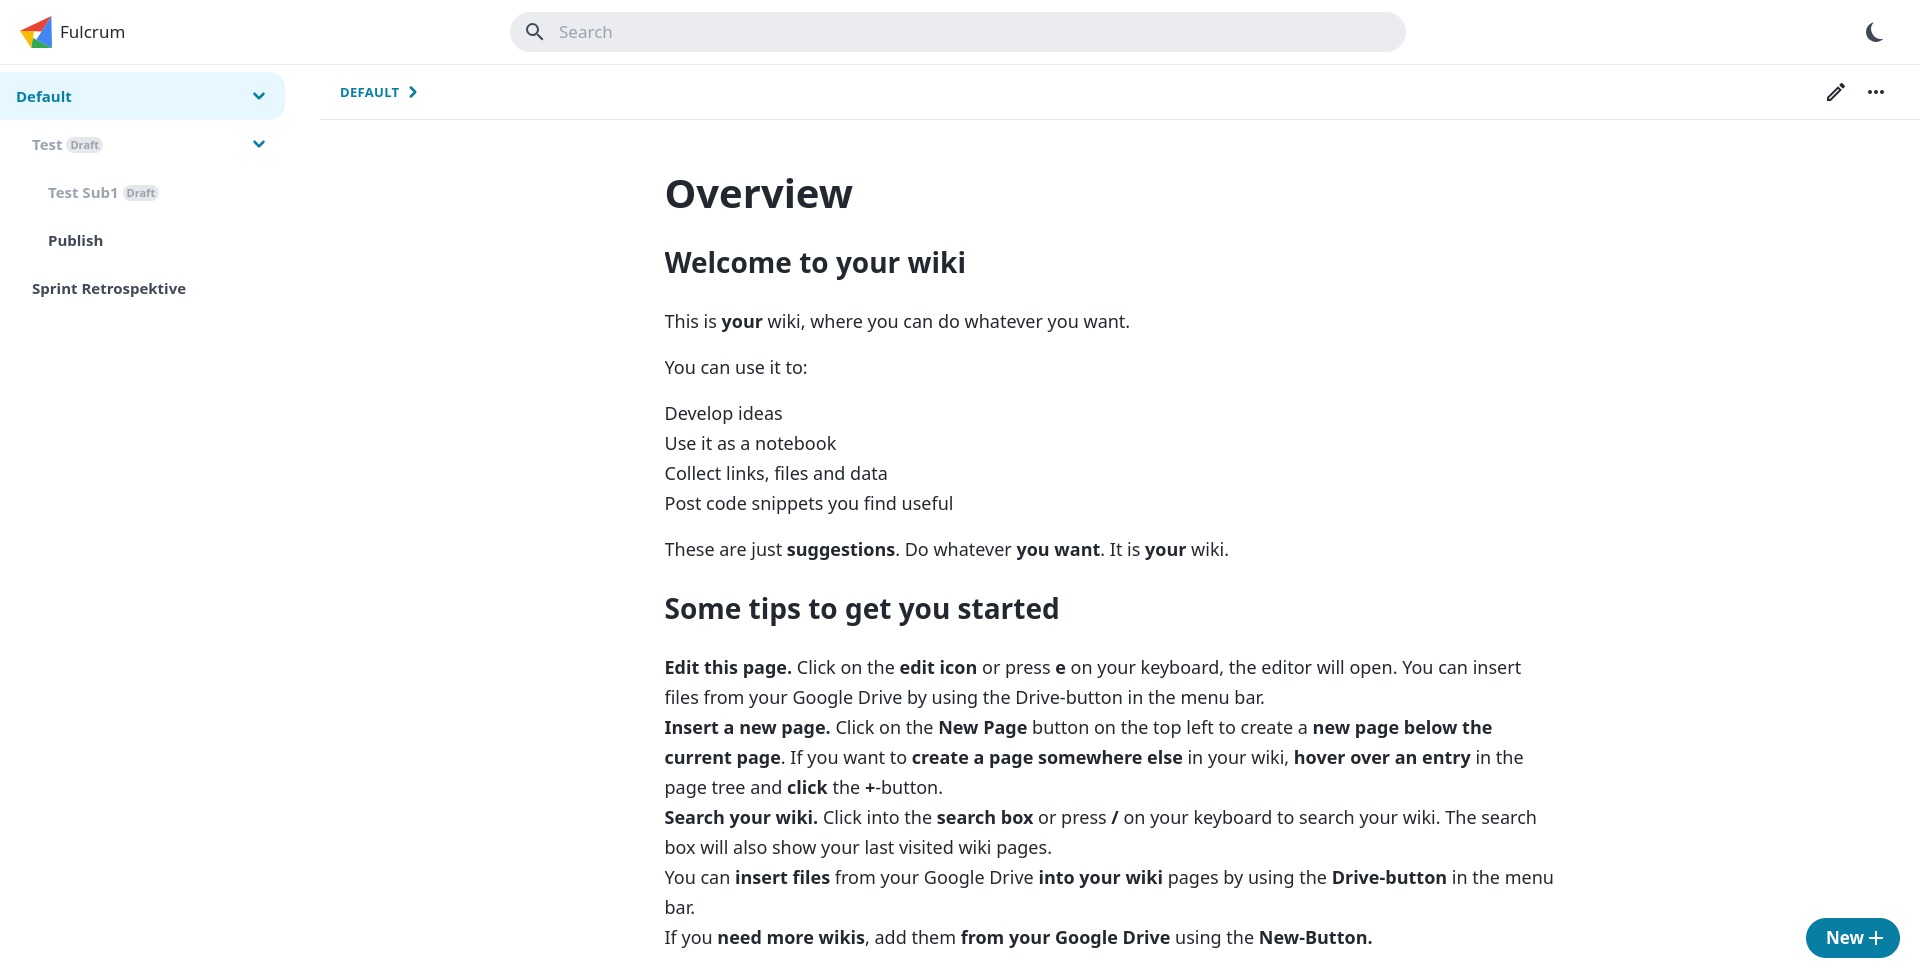 Fulcrum
Search
Default
Test Draft
Test Sub1 Draft
Publish
Sprint Retrospektive
DEFAULT
Overview
Welcome to your wiki
This is your wiki, where you can do whatever you want.
You can use it to:
Develop ideas
Use it as a notebook
Collect links, files and data
Post code snippets you find useful
These are just suggestions. Do whatever you want. It is your wiki.
Some tips to get you started
Edit this page. Click on the edit icon or press e on your keyboard, the editor will open. You can insert
files from your Google Drive by using the Drive-button in the menu bar.
Insert a new page. Click on the New Page button on the top left to create a new page below the
current page. If you want to create a page somewhere else in your wiki, hover over an entry in the
page tree and click the +-button.
Search your wiki. Click into the search box or press / on your keyboard to search your wiki. The search
box will also show your last visited wiki pages.
You can insert files from your Google Drive into your wiki pages by using the Drive-button in the menu
bar.
If you need more wikis, add them from your Google Drive using the New-Button.
New +